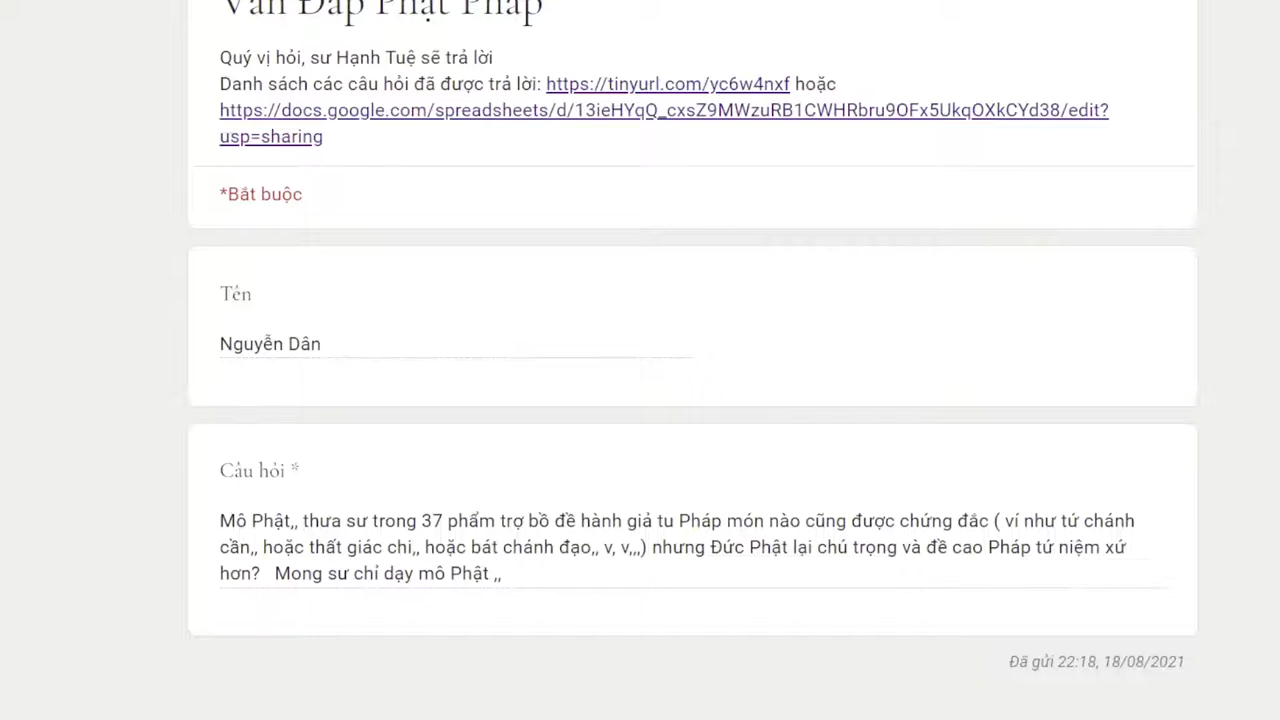 Vấn Đáp Phật Pháp
Quý vị hỏi, sư Hạnh Tuệ sẽ trả lời
Danh sách các câu hỏi đã được trả lời: https://tinyurl.com/yc6w4nxf hoặc
https://docs.google.com/spreadsheets/d/13ieHYqQ_cxsZ9MWzuRB1CWHRbru9OFx5UkqOXkCYd38/edit?
usp=sharing
*Bắt buộc
Tên
Nguyễn Dân
Câu hỏi *
Mô Phật,, thưa sư trong 37 phẩm trợ bồ đề hành giả tu Pháp món nào cũng được chứng đắc ( ví như tứ chánh
cần,, hoặc thất giác chi,, hoặc bát chánh đạo,, v, v,,,) nhưng Đức Phật lại chú trọng và đề cao Pháp tứ niệm xứ
hơn? Mong sư chỉ dạy mô Phật ,,
Đã gửi 22:18, 18/08/2021